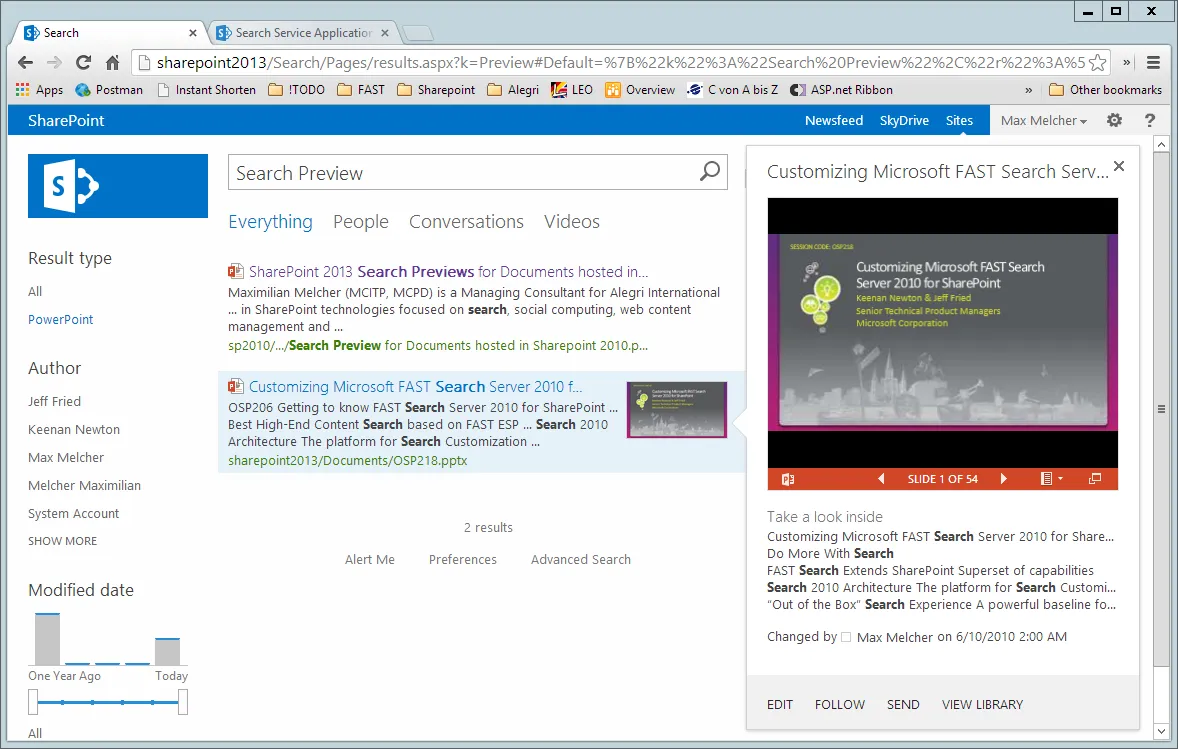 Search
Search Service Application
sharepoint2013/Search/Pages/results.aspx?k=Preview#Default=%7B%22k%22%3A%22Search%20Preview%22%2C%22r%22%3A%5
Apps Postman Instant Shorten !TODO FAST Sharepoint Alegri LEO Overview C von A bis Z ASP.net Ribbon » Other bookmarks
SharePoint Newsfeed SkyDrive Sites Max Melcher ?
S
Search Preview
Everything People Conversations Videos
Result type
All
PowerPoint
Author
Jeff Fried
Keenan Newton
Max Melcher
Melcher Maximilian
System Account
SHOW MORE
Modified date
One Year Ago Today
All
SharePoint 2013 Search Previews for Documents hosted in...
Maximilian Melcher (MCITP, MCPD) is a Managing Consultant for Alegri International
... in SharePoint technologies focused on search, social computing, web content
management and ...
sp2010/.../Search Preview for Documents hosted in Sharepoint 2010.p...
Customizing Microsoft FAST Search Server 2010 f...
OSP206 Getting to know FAST Search Server 2010 for SharePoint ...
Best High-End Content Search based on FAST ESP ... Search 2010
Architecture The platform for Search Customization ...
sharepoint2013/Documents/OSP218.pptx
2 results
Alert Me Preferences Advanced Search
Customizing Microsoft FAST Search Serv...
SESSION CODE: OSP218
Customizing Microsoft FAST Search
Server 2010 for SharePoint
Keenan Newton & Jeff Fried
Senior Technical Product Managers
Microsoft Corporation
SLIDE 1 OF 54
Take a look inside
Customizing Microsoft FAST Search Server 2010 for Share...
Do More With Search
FAST Search Extends SharePoint Superset of capabilities
Search 2010 Architecture The platform for Search Customi...
"Out of the Box" Search Experience A powerful baseline fo...
Changed by Max Melcher on 6/10/2010 2:00 AM
EDIT FOLLOW SEND VIEW LIBRARY